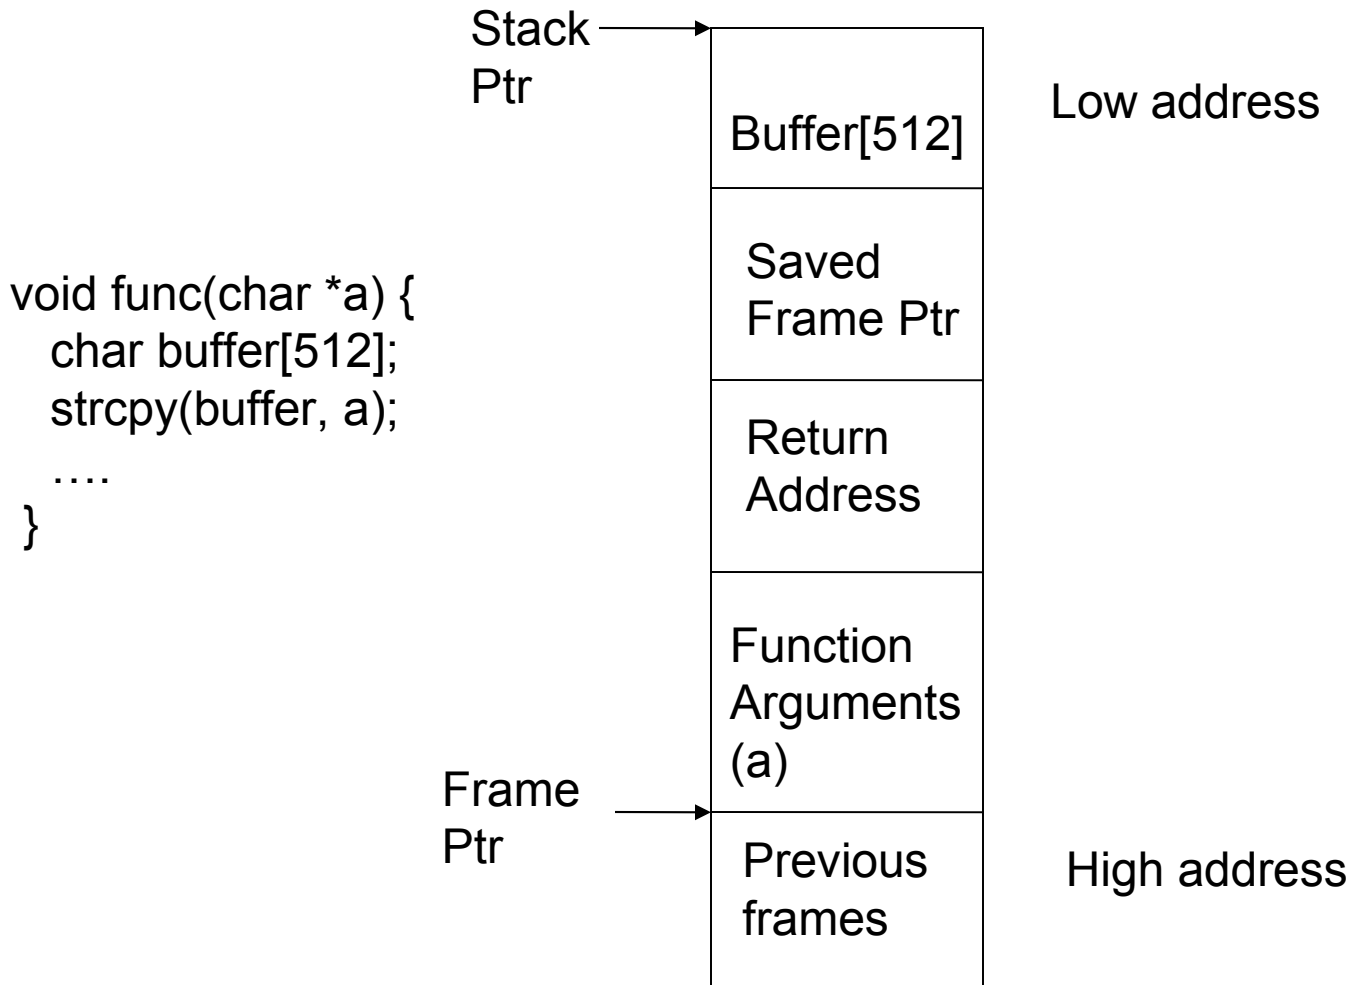 Stack
Ptr
Low address
Buffer[512]
Saved
Frame Ptr
void func(char *a) {
char buffer[512];
strcpy(buffer, a);
....
}
Return
Address
Function
Arguments
(a)
Frame
Ptr
Previous
frames
High address